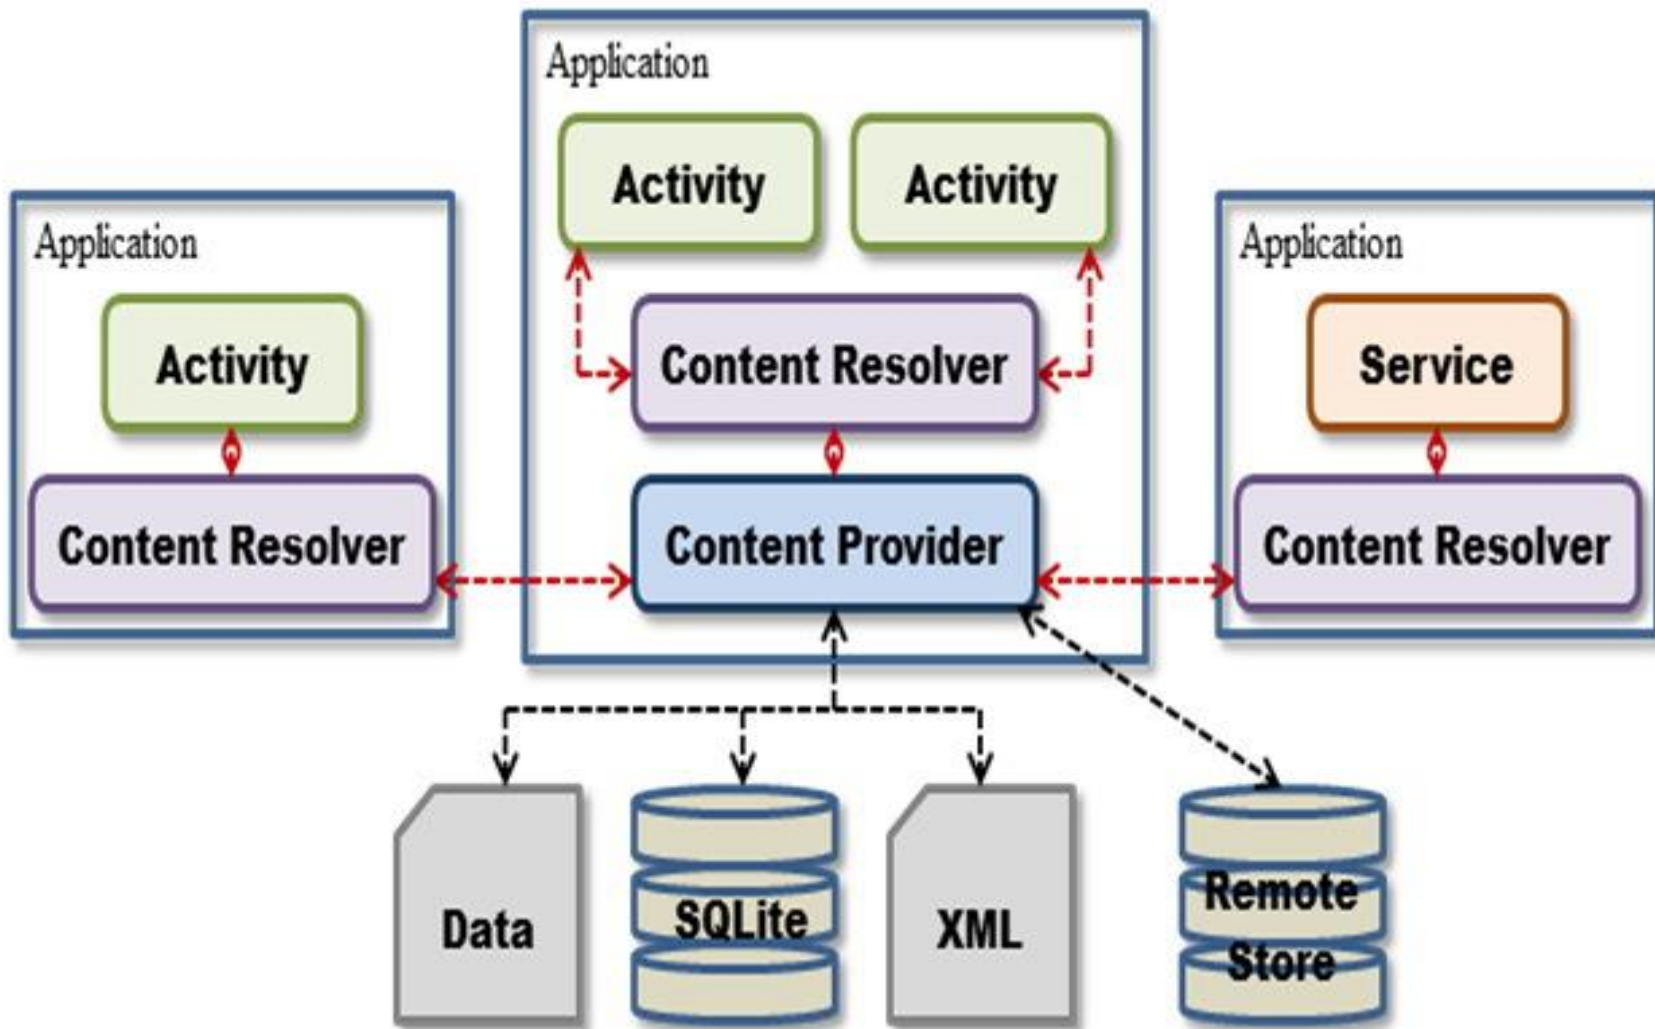 Application
Activity
Activity
Application
Application
Activity
Content Resolver
Service
Content Resolver
Content Provider
Content Resolver
Data
SQLite
XML
Remote
Store